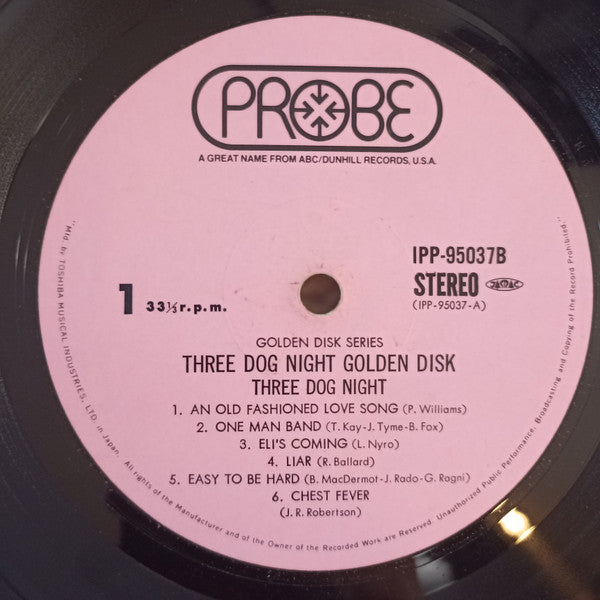 PROBE
A GREAT NAME FROM ABC/DUNHILL RECORDS, U.S.A.
IPP-95037B
1 33⅓ r.p.m.
STEREO JASRAC
(IPP-95037-A)
GOLDEN DISK SERIES
THREE DOG NIGHT GOLDEN DISK
THREE DOG NIGHT
1. AN OLD FASHIONED LOVE SONG (P. Williams)
2. ONE MAN BAND (T. Kay-J. Tyme-B. Fox)
3. ELI'S COMING (L. Nyro)
4. LIAR (R. Ballard)
5. EASY TO BE HARD (B. MacDermot-J. Rado-G. Ragni)
6. CHEST FEVER
(J. R. Robertson)
"Mfd. by TOSHIBA MUSICAL INDUSTRIES, LTD. in Japan. All rights of the Manufacturer and of the Owner of the Recorded Work are Reserved. Unauthorized Public Performance, Broadcasting and Copying of the Record Prohibited."